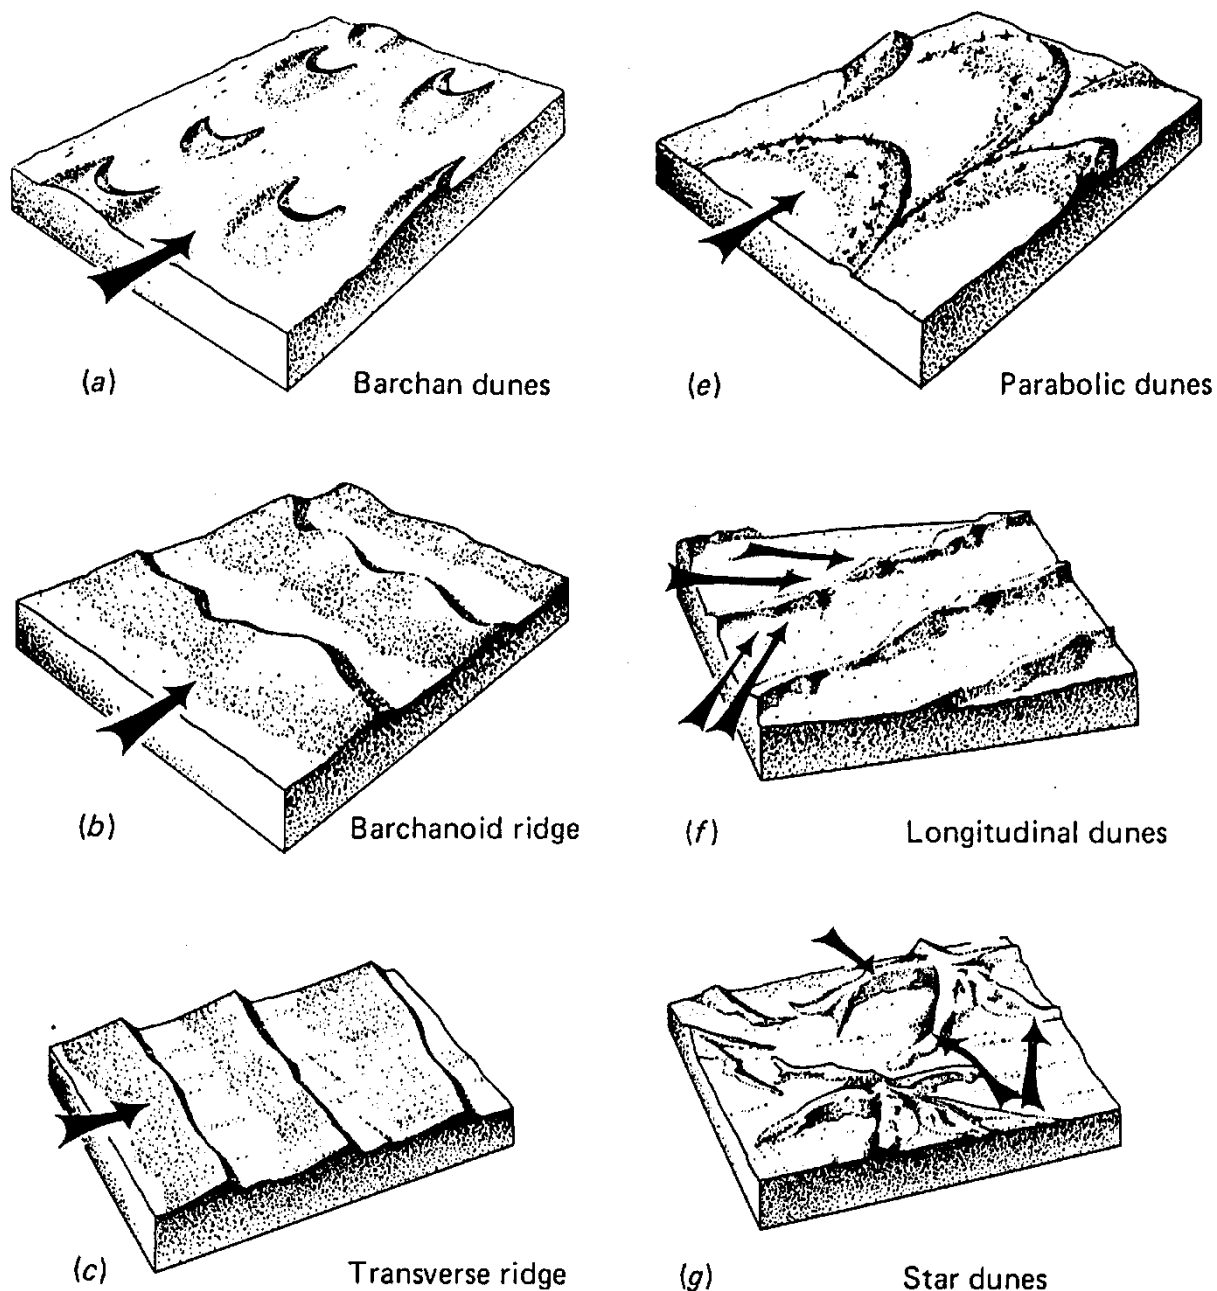 (a) Barchan dunes
(e) Parabolic dunes
(b) Barchanoid ridge
(f) Longitudinal dunes
(c) Transverse ridge
(g) Star dunes